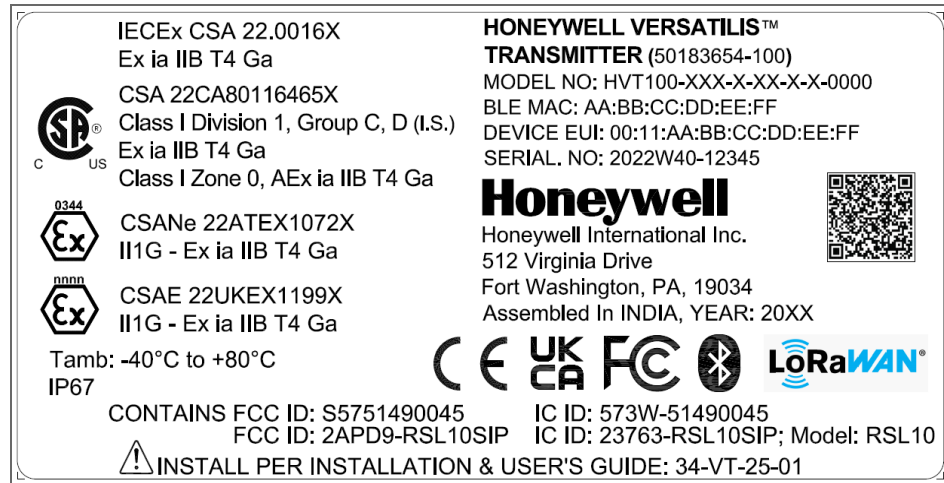 IECEx CSA 22.0016X
Ex ia IIB T4 Ga
CSA 22CA80116465X
Class I Division 1, Group C, D (I.S.)
Ex ia IIB T4 Ga
Class I Zone 0, AEx ia IIB T4 Ga
SA ®
C US
0344
Ex
CSANe 22ATEX1072X
II1G - Ex ia IIB T4 Ga
nnnn
Ex
CSAE 22UKEX1199X
II1G - Ex ia IIB T4 Ga
Tamb: -40°C to +80°C
IP67
HONEYWELL VERSATILIS™
TRANSMITTER (50183654-100)
MODEL NO: HVT100-XXX-X-XX-X-X-0000
BLE MAC: AA:BB:CC:DD:EE:FF
DEVICE EUI: 00:11:AA:BB:CC:DD:EE:FF
SERIAL. NO: 2022W40-12345
Honeywell
Honeywell International Inc.
512 Virginia Drive
Fort Washington, PA, 19034
Assembled In INDIA, YEAR: 20XX
CE UK CA FC LoRaWAN®
CONTAINS FCC ID: S5751490045 IC ID: 573W-51490045
FCC ID: 2APD9-RSL10SIP IC ID: 23763-RSL10SIP; Model: RSL10
INSTALL PER INSTALLATION & USER'S GUIDE: 34-VT-25-01